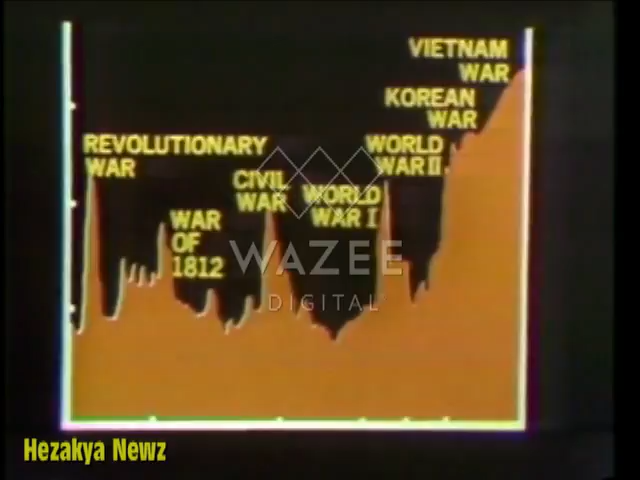 VIETNAM
WAR
KOREAN
WAR
REVOLUTIONARY
WAR
WORLD
WAR II
CIVIL
WAR
WORLD
WAR I
WAR
OF
1812
WAZEE
DIGITAL
Hezakya Newz